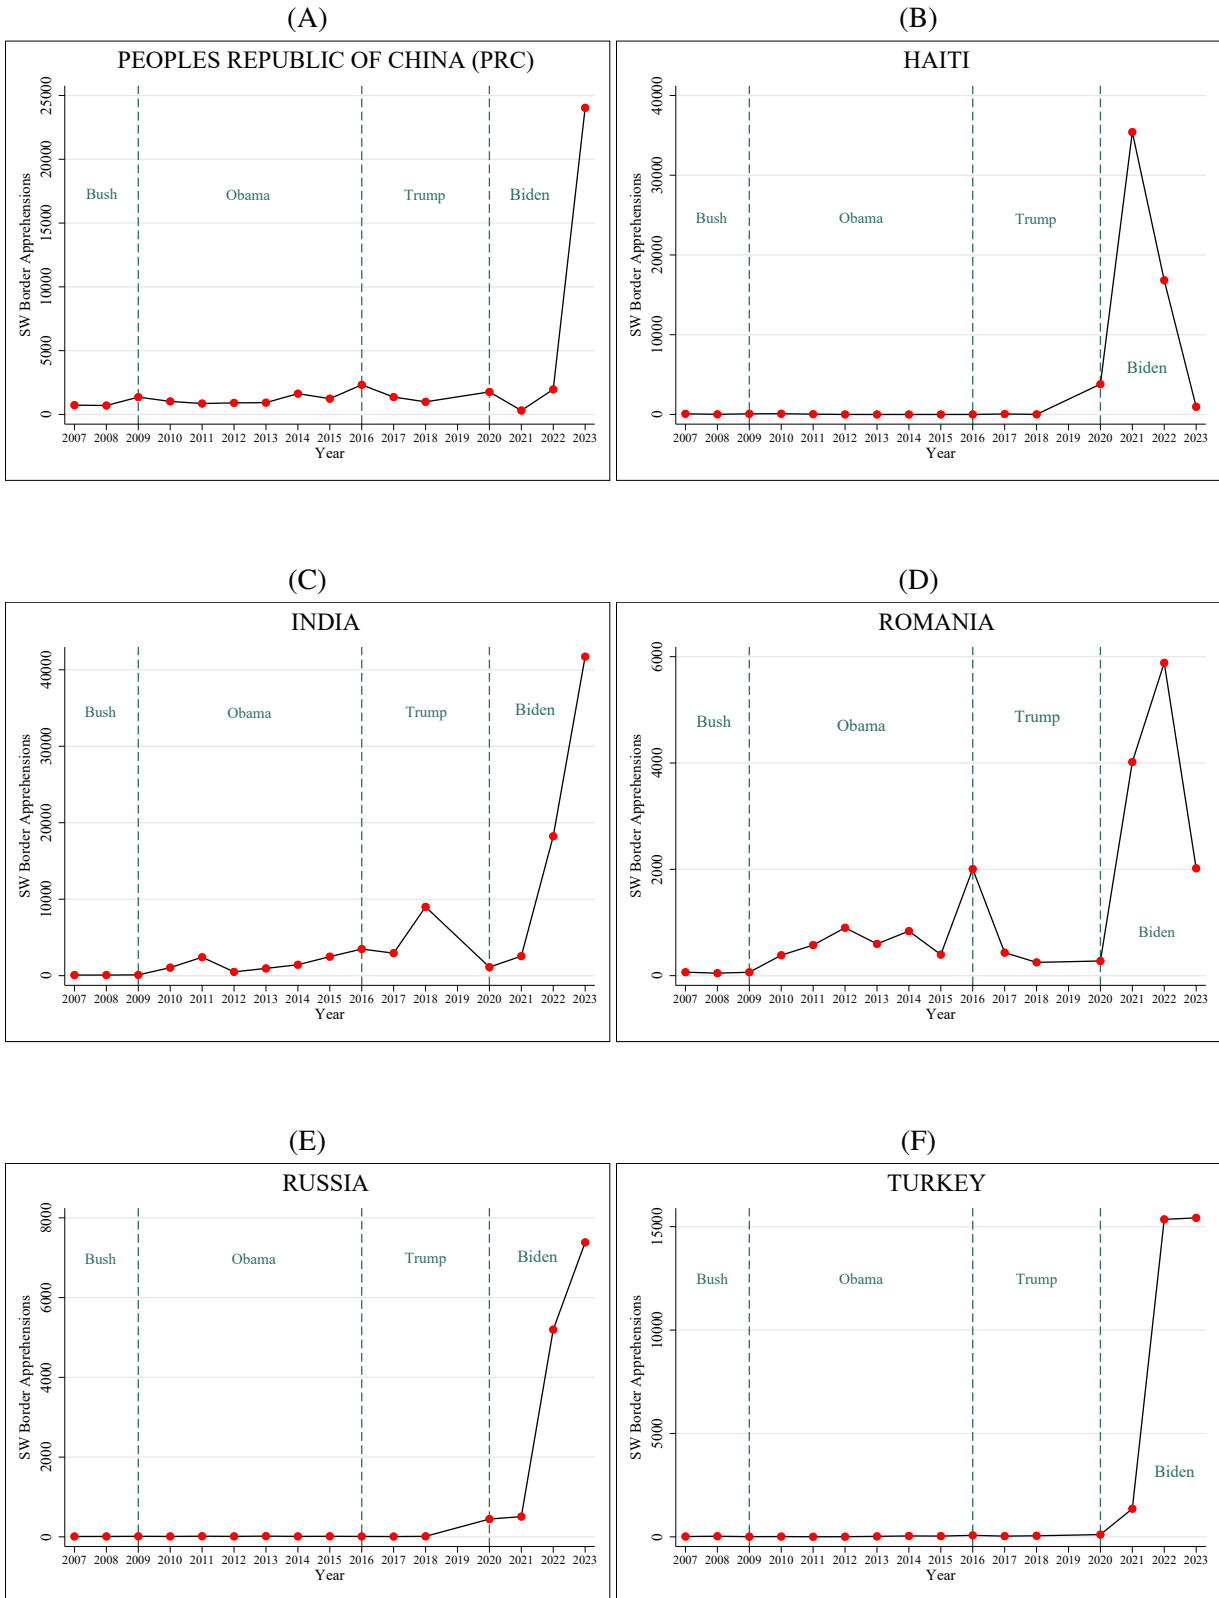 (A)
PEOPLES REPUBLIC OF CHINA (PRC)
SW Border Apprehensions
25000
20000
15000
10000
5000
0
Bush
Obama
Trump
Biden
2007 2008 2009 2010 2011 2012 2013 2014 2015 2016 2017 2018 2019 2020 2021 2022 2023
Year
(B)
HAITI
SW Border Apprehensions
40000
30000
20000
10000
0
Bush
Obama
Trump
Biden
2007 2008 2009 2010 2011 2012 2013 2014 2015 2016 2017 2018 2019 2020 2021 2022 2023
Year
(C)
INDIA
SW Border Apprehensions
40000
30000
20000
10000
0
Bush
Obama
Trump
Biden
2007 2008 2009 2010 2011 2012 2013 2014 2015 2016 2017 2018 2019 2020 2021 2022 2023
Year
(D)
ROMANIA
SW Border Apprehensions
6000
4000
2000
0
Bush
Obama
Trump
Biden
2007 2008 2009 2010 2011 2012 2013 2014 2015 2016 2017 2018 2019 2020 2021 2022 2023
Year
(E)
RUSSIA
SW Border Apprehensions
8000
6000
4000
2000
0
Bush
Obama
Trump
Biden
2007 2008 2009 2010 2011 2012 2013 2014 2015 2016 2017 2018 2019 2020 2021 2022 2023
Year
(F)
TURKEY
SW Border Apprehensions
15000
10000
5000
0
Bush
Obama
Trump
Biden
2007 2008 2009 2010 2011 2012 2013 2014 2015 2016 2017 2018 2019 2020 2021 2022 2023
Year